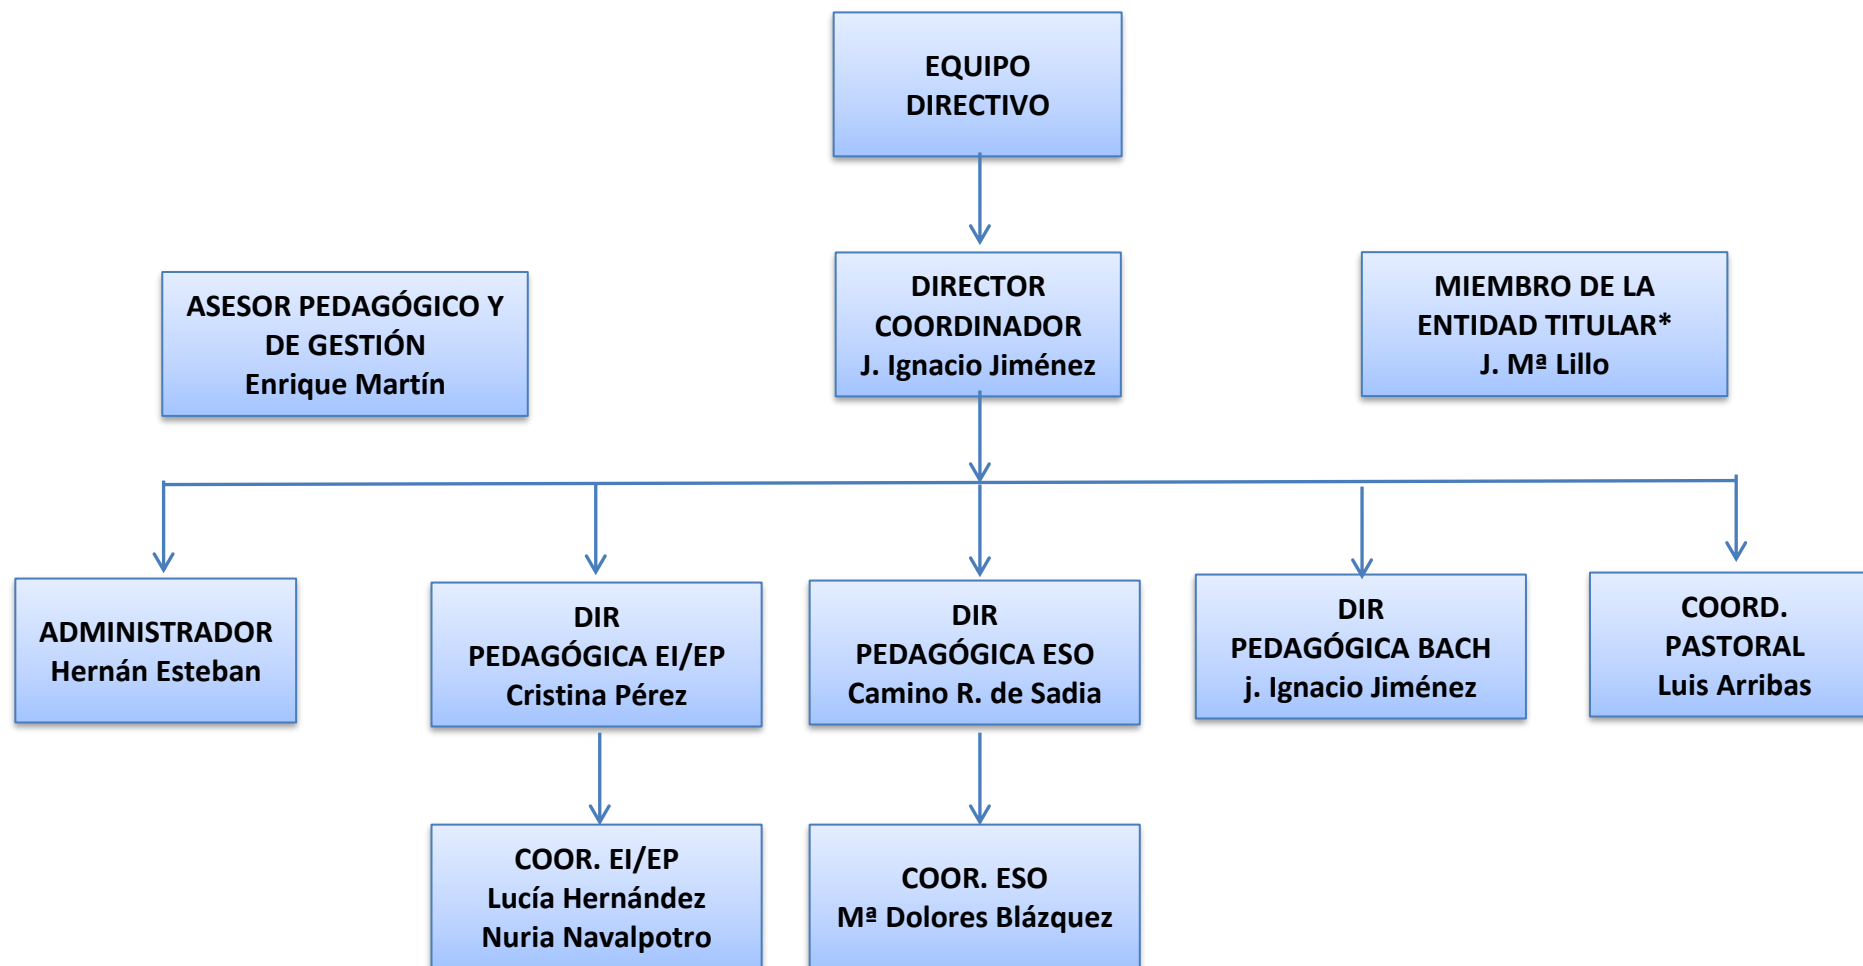 EQUIPO
DIRECTIVO
ASESOR PEDAGÓGICO Y
DE GESTIÓN
Enrique Martín
DIRECTOR
COORDINADOR
J. Ignacio Jiménez
MIEMBRO DE LA
ENTIDAD TITULAR*
J. Mª Lillo
ADMINISTRADOR
Hernán Esteban
DIR
PEDAGÓGICA EI/EP
Cristina Pérez
DIR
PEDAGÓGICA ESO
Camino R. de Sadia
DIR
PEDAGÓGICA BACH
j. Ignacio Jiménez
COORD.
PASTORAL
Luis Arribas
COOR. EI/EP
Lucía Hernández
Nuria Navalpotro
COOR. ESO
Mª Dolores Blázquez